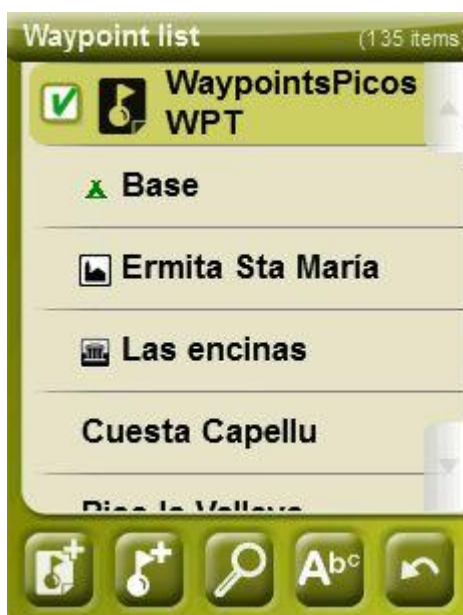 Waypoint list (135 items)
WaypointsPicos
WPT
Base
Ermita Sta María
Las encinas
Cuesta Capellu
Abc